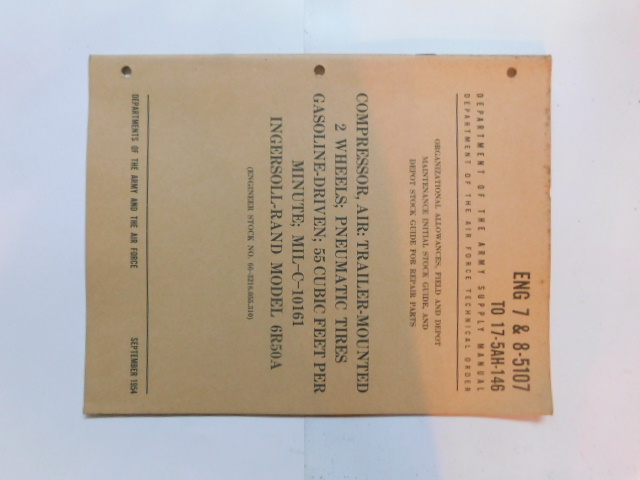 ENG 7 & 8-5107
TO 17-5AH-146
DEPARTMENT OF THE ARMY SUPPLY MANUAL
DEPARTMENT OF THE AIR FORCE TECHNICAL ORDER
ORGANIZATIONAL ALLOWANCES, FIELD AND DEPOT
MAINTENANCE INITIAL STOCK GUIDE, AND
DEPOT STOCK GUIDE FOR REPAIR PARTS
COMPRESSOR, AIR: TRAILER-MOUNTED
2 WHEELS; PNEUMATIC TIRES
GASOLINE-DRIVEN; 55 CUBIC FEET PER
MINUTE; MIL-C-10161
INGERSOLL-RAND MODEL 6R50A
(ENGINEER STOCK NO.
DEPARTMENTS OF THE ARMY AND THE AIR FORCE
SEPTEMBER 1954